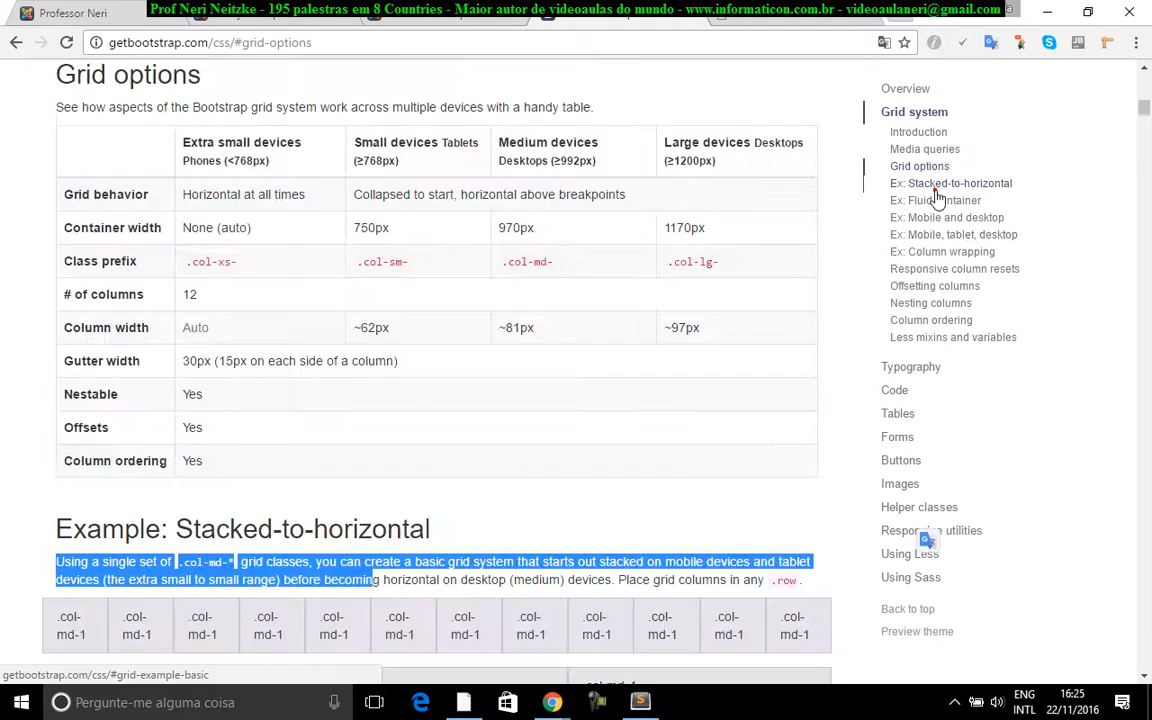 Professor Neri
Prof Neri Neitzke - 195 palestras em 8 Countries - Maior autor de videoaulas do mundo - www.informaticon.com.br - videoaulaneri@gmail.com
getbootstrap.com/css/#grid-options
Grid options
See how aspects of the Bootstrap grid system work across multiple devices with a handy table.
Extra small devices Phones (<768px)
Small devices Tablets (≥768px)
Medium devices Desktops (≥992px)
Large devices Desktops (≥1200px)
Grid behavior Horizontal at all times Collapsed to start, horizontal above breakpoints
Container width None (auto) 750px 970px 1170px
Class prefix .col-xs- .col-sm- .col-md- .col-lg-
# of columns 12
Column width Auto ~62px ~81px ~97px
Gutter width 30px (15px on each side of a column)
Nestable Yes
Offsets Yes
Column ordering Yes
Example: Stacked-to-horizontal
Using a single set of .col-md-* grid classes, you can create a basic grid system that starts out stacked on mobile devices and tablet
devices (the extra small to small range) before becoming horizontal on desktop (medium) devices. Place grid columns in any .row.
.col-md-1 .col-md-1 .col-md-1 .col-md-1 .col-md-1 .col-md-1 .col-md-1 .col-md-1 .col-md-1 .col-md-1 .col-md-1 .col-md-1
Overview
Grid system
Introduction
Media queries
Grid options
Ex: Stacked-to-horizontal
Ex: Fluid container
Ex: Mobile and desktop
Ex: Mobile, tablet, desktop
Ex: Column wrapping
Responsive column resets
Offsetting columns
Nesting columns
Column ordering
Less mixins and variables
Typography
Code
Tables
Forms
Buttons
Images
Helper classes
Responsive utilities
Using Less
Using Sass
Back to top
Preview theme
getbootstrap.com/css/#grid-example-basic
Pergunte-me alguma coisa
ENG
INTL
16:25
22/11/2016